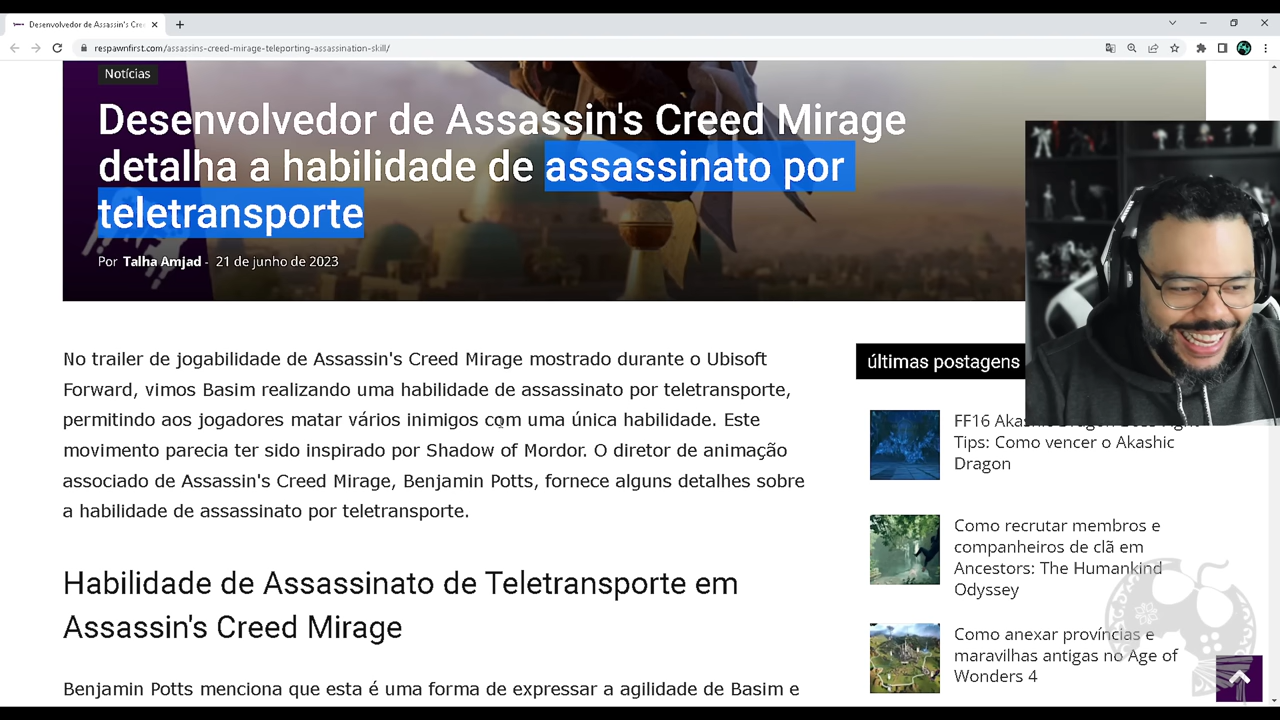 Desenvolvedor de Assassin's Cre
respawnfirst.com/assassins-creed-mirage-teleporting-assassination-skill/
Notícias
Desenvolvedor de Assassin's Creed Mirage
detalha a habilidade de assassinato por
teletransporte
Por Talha Amjad - 21 de junho de 2023
No trailer de jogabilidade de Assassin's Creed Mirage mostrado durante o Ubisoft
Forward, vimos Basim realizando uma habilidade de assassinato por teletransporte,
permitindo aos jogadores matar vários inimigos com uma única habilidade. Este
movimento parecia ter sido inspirado por Shadow of Mordor. O diretor de animação
associado de Assassin's Creed Mirage, Benjamin Potts, fornece alguns detalhes sobre
a habilidade de assassinato por teletransporte.
Habilidade de Assassinato de Teletransporte em
Assassin's Creed Mirage
Benjamin Potts menciona que esta é uma forma de expressar a agilidade de Basim e
últimas postagens
FF16 Akashic Dragon
Tips: Como vencer o Akashic
Dragon
Como recrutar membros e
companheiros de clã em
Ancestors: The Humankind
Odyssey
Como anexar províncias e
maravilhas antigas no Age of
Wonders 4